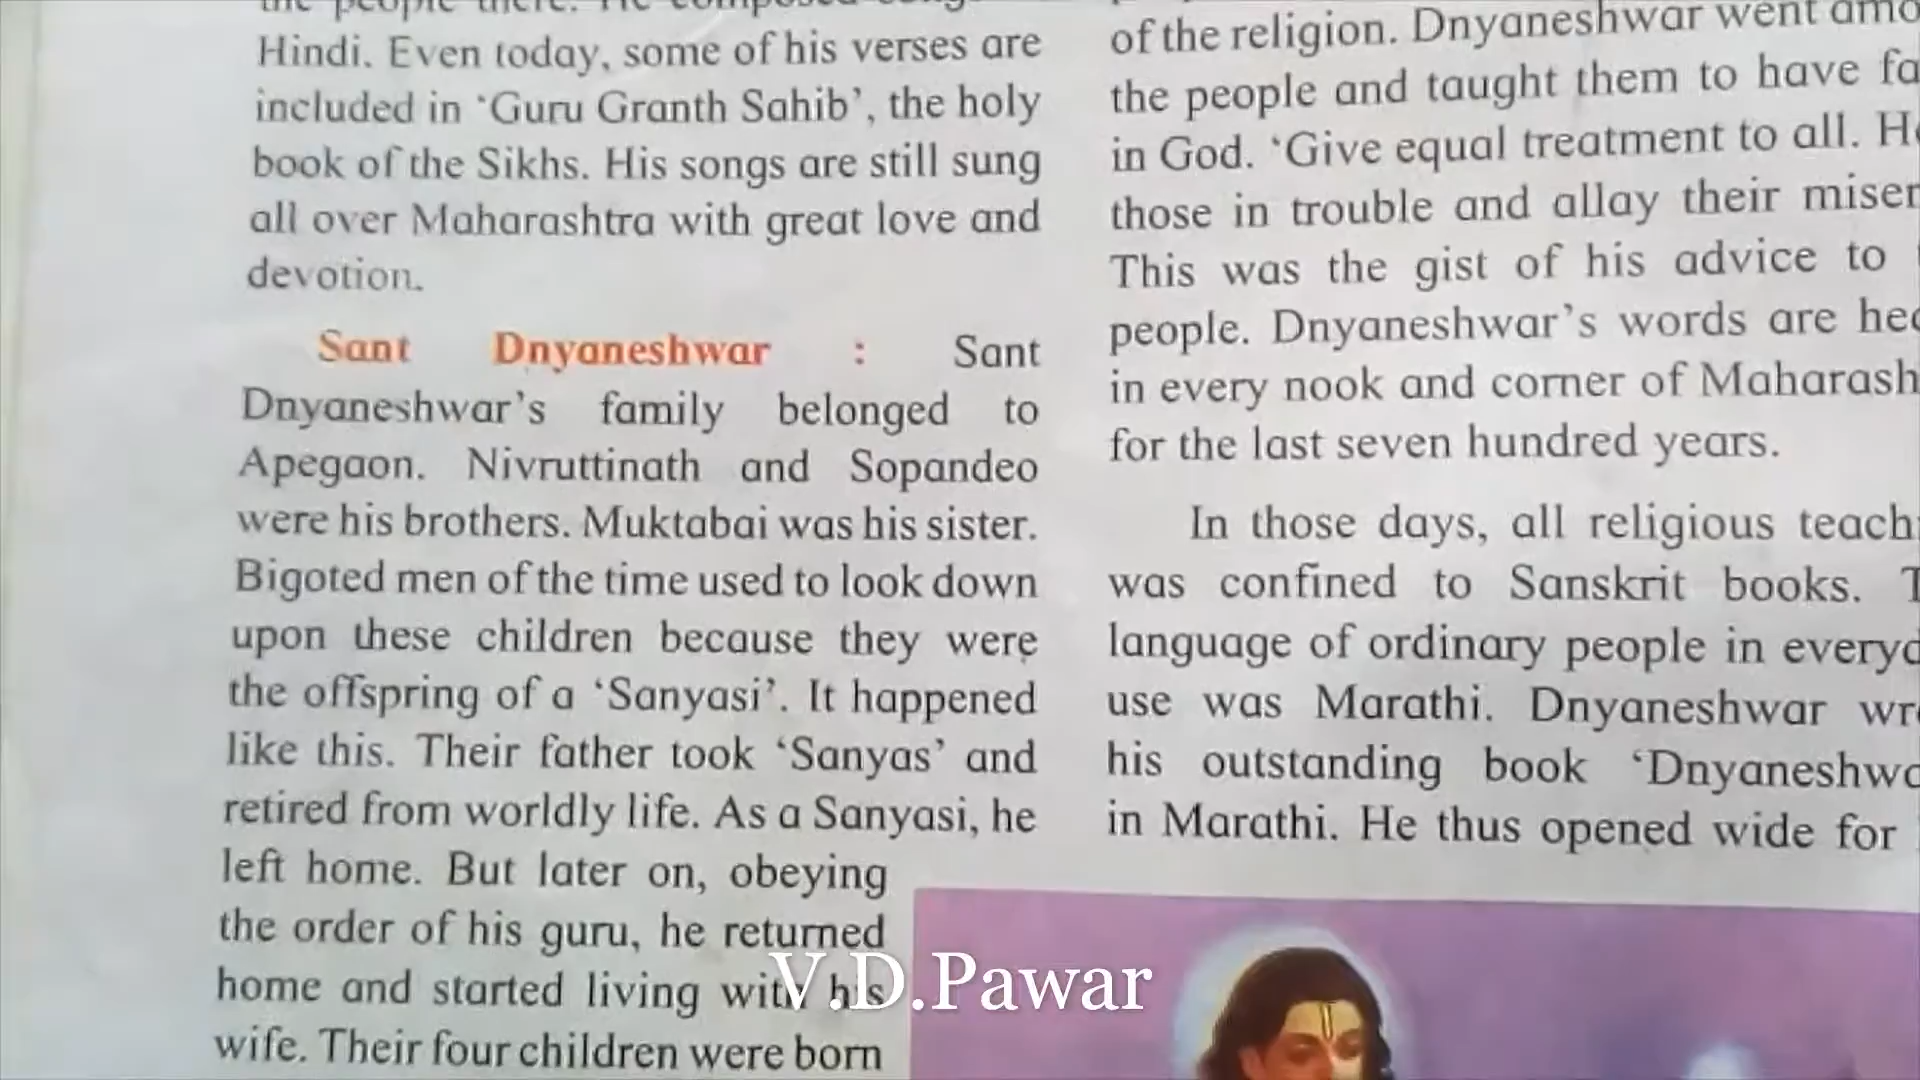 the people there. He composed
Hindi. Even today, some of his verses are
included in ‘Guru Granth Sahib’, the holy
book of the Sikhs. His songs are still sung
all over Maharashtra with great love and
devotion.
Sant Dnyaneshwar : Sant
Dnyaneshwar’s family belonged to
Apegaon. Nivruttinath and Sopandeo
were his brothers. Muktabai was his sister.
Bigoted men of the time used to look down
upon these children because they were
the offspring of a ‘Sanyasi’. It happened
like this. Their father took ‘Sanyas’ and
retired from worldly life. As a Sanyasi, he
left home. But later on, obeying
the order of his guru, he returned
home and started living with his
wife. Their four children were born
of the religion. Dnyaneshwar went
the people and taught them to have
in God. ‘Give equal treatment to all.
those in trouble and allay their
This was the gist of his advice to
people. Dnyaneshwar’s words are
in every nook and corner of
for the last seven hundred years.
In those days, all religious
was confined to Sanskrit books.
language of ordinary people in
use was Marathi. Dnyaneshwar
his outstanding book
in Marathi. He thus opened wide for
V.D.Pawar